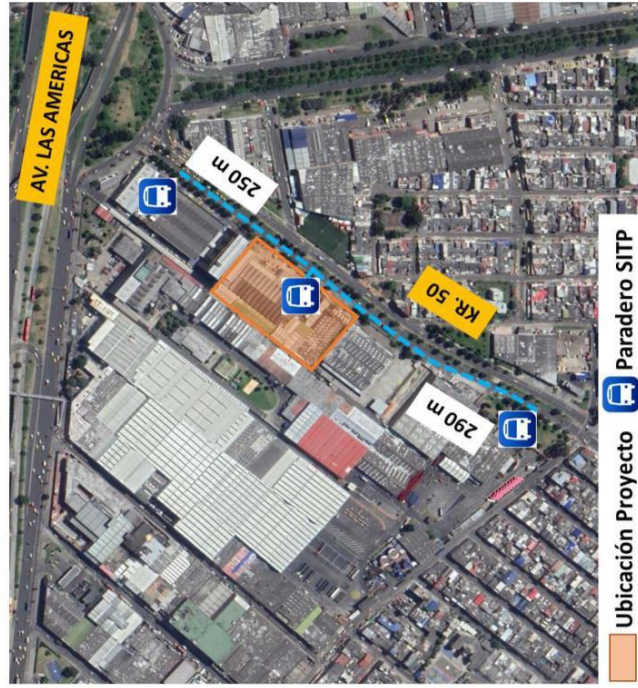 AV. LAS AMERICAS
250 m
KR. 50
290 m
Ubicación Proyecto
Paradero SITP